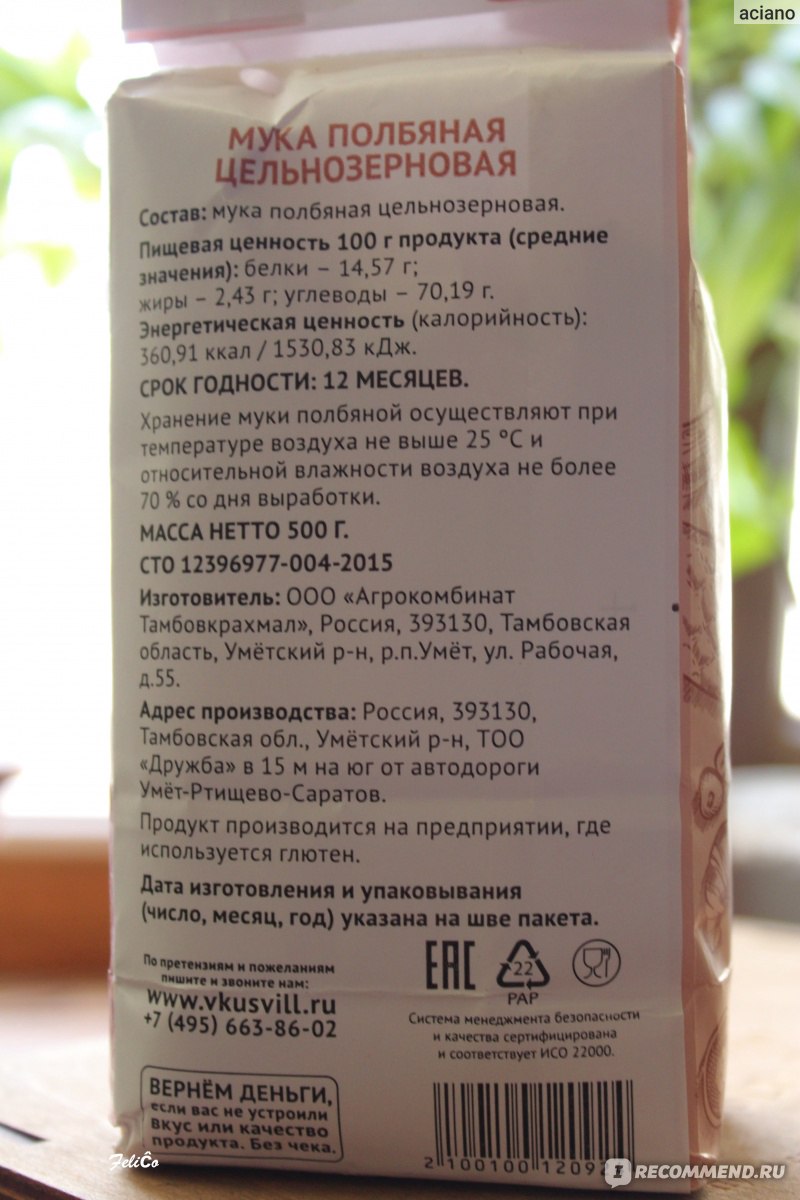 aciano
МУКА ПОЛБЯНАЯ
ЦЕЛЬНОЗЕРНОВАЯ
Состав: мука полбяная цельнозерновая.
Пищевая ценность 100 г продукта (средние
значения): белки – 14,57 г;
жиры – 2,43 г; углеводы – 70,19 г.
Энергетическая ценность (калорийность):
360,91 ккал / 1530,83 кДж.
СРОК ГОДНОСТИ: 12 МЕСЯЦЕВ.
Хранение муки полбяной осуществляют при
температуре воздуха не выше 25 °С и
относительной влажности воздуха не более
70 % со дня выработки.
МАССА НЕТТО 500 Г.
СТО 12396977-004-2015
Изготовитель: ООО «Агрокомбинат
Тамбовкрахмал», Россия, 393130, Тамбовская
область, Умётский р-н, р.п.Умёт, ул. Рабочая,
д.55.
Адрес производства: Россия, 393130,
Тамбовская обл., Умётский р-н, ТОО
«Дружба» в 15 м на юг от автодороги
Умёт-Ртищево-Саратов.
Продукт производится на предприятии, где
используется глютен.
Дата изготовления и упаковывания
(число, месяц, год) указана на шве пакета.
По претензиям и пожеланиям
пишите и звоните нам:
www.vkusvill.ru
+7 (495) 663-86-02
EAC
22
PAP
Система менеджмента безопасности
и качества сертифицирована
и соответствует ИСО 22000.
ВЕРНЁМ ДЕНЬГИ,
если вас не устроили
вкус или качество
продукта. Без чека.
2 100100 12092
FeliĈo
RECOMMEND.RU